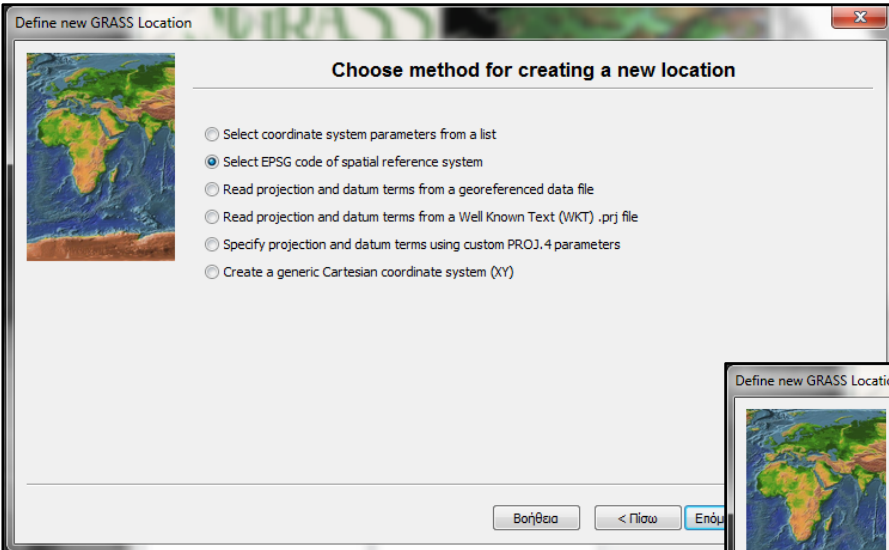 Define new GRASS Location
Choose method for creating a new location
Select coordinate system parameters from a list
Select EPSG code of spatial reference system
Read projection and datum terms from a georeferenced data file
Read projection and datum terms from a Well Known Text (WKT) .prj file
Specify projection and datum terms using custom PROJ.4 parameters
Create a generic Cartesian coordinate system (XY)
Define new GRASS
Βοήθεια < Πίσω